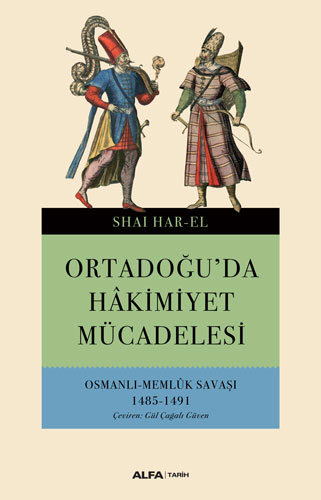 SHAI HAR-EL
ORTADOĞU'DA
HÂKİMİYET
MÜCADELESİ
OSMANLI-MEMLÛK SAVAŞI
1485-1491
Çeviren: Gül Çağalı Güven
ALFA | TARİH